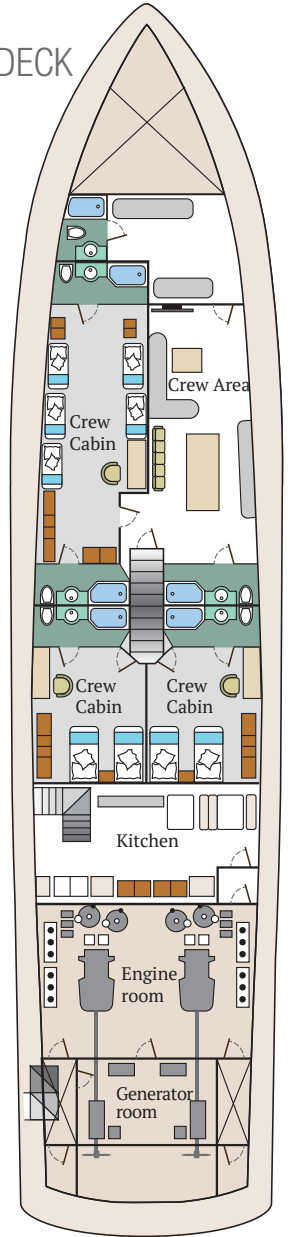 DECK
Crew Area
Crew
Cabin
Crew
Cabin
Crew
Cabin
Kitchen
Engine
room
Generator
room